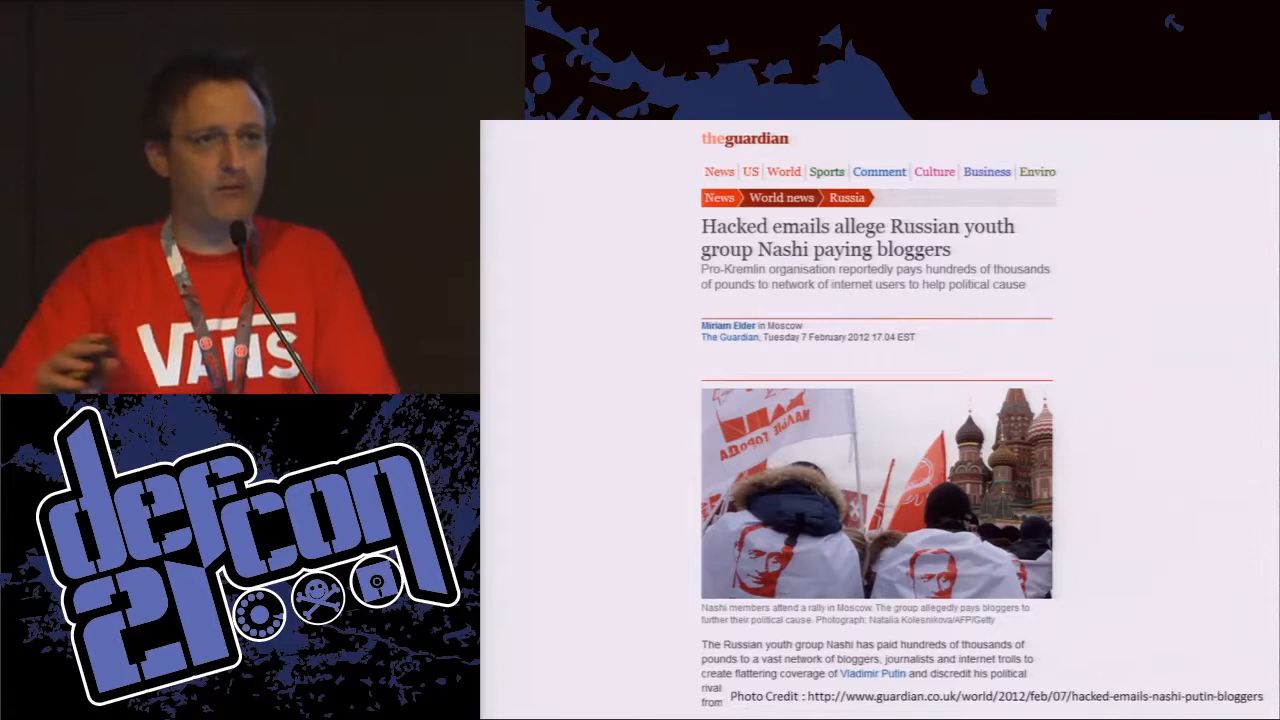 VANS
defcon
21
theguardian
News US World Sports Comment Culture Business Enviro
News World news Russia
Hacked emails allege Russian youth
group Nashi paying bloggers
Pro-Kremlin organisation reportedly pays hundreds of thousands
of pounds to network of internet users to help political cause
Miriam Elder in Moscow
The Guardian, Tuesday 7 February 2012 17.04 EST
Nashi members attend a rally in Moscow. The group allegedly pays bloggers to
further their political cause. Photograph: Natalia Kolesnikova/AFP/Getty
The Russian youth group Nashi has paid hundreds of thousands of
pounds to a vast network of bloggers, journalists and internet trolls to
create flattering coverage of Vladimir Putin and discredit his political
rival
from
Photo Credit : http://www.guardian.co.uk/world/2012/feb/07/hacked-emails-nashi-putin-bloggers